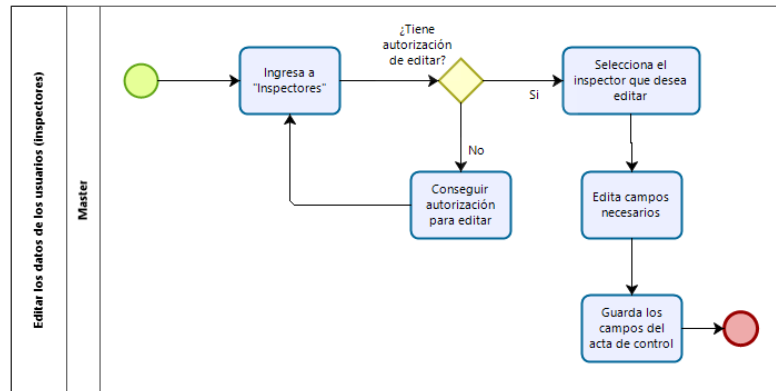 Editar los datos de los usuarios (inspectores)
Master
Ingresa a
"Inspectores"
¿Tiene
autorización
de editar?
Si
No
Conseguir
autorización
para editar
Selecciona el
inspector que desea
editar
Edita campos
necesarios
Guarda los
campos del
acta de control